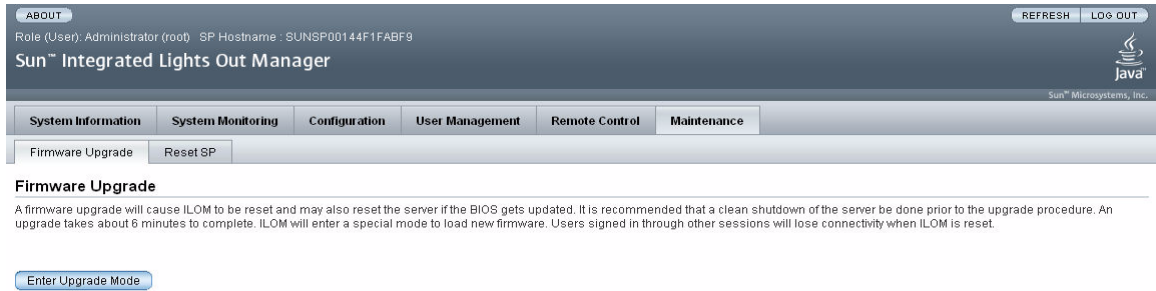 ABOUT
REFRESH LOG OUT
Role (User): Administrator (root) SP Hostname : SUNSP00144F1FABF9
Sun™ Integrated Lights Out Manager
Java™
Sun™ Microsystems, Inc.
System Information System Monitoring Configuration User Management Remote Control Maintenance
Firmware Upgrade Reset SP
Firmware Upgrade
A firmware upgrade will cause ILOM to be reset and may also reset the server if the BIOS gets updated. It is recommended that a clean shutdown of the server be done prior to the upgrade procedure. An
upgrade takes about 6 minutes to complete. ILOM will enter a special mode to load new firmware. Users signed in through other sessions will lose connectivity when ILOM is reset.
Enter Upgrade Mode